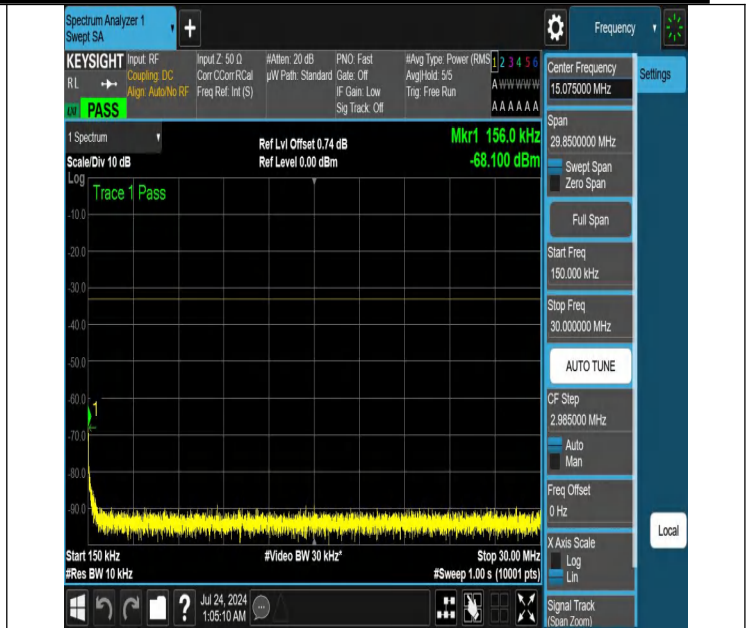 Spectrum Analyzer 1
Swept SA
+
Frequency
KEYSIGHT
RL
PASS
Input: RF
Coupling: DC
Align: Auto/No RF
Input Z: 50 Ω
Corr CCorr RCal
Freq Ref: Int (S)
#Atten: 20 dB
µW Path: Standard
PNO: Fast
Gate: Off
IF Gain: Low
Sig Track: Off
#Avg Type: Power (RMS
Avg|Hold: 5/5
Trig: Free Run
1 2 3 4 5 6
A W W W W W
A A A A A A
Center Frequency
15.075000 MHz
Settings
Span
29.8500000 MHz
Swept Span
Zero Span
Full Span
Start Freq
150.000 kHz
Stop Freq
30.000000 MHz
AUTO TUNE
CF Step
2.985000 MHz
Auto
Man
Freq Offset
0 Hz
X Axis Scale
Log
Lin
Signal Track
(Span Zoom)
Local
1 Spectrum
Scale/Div 10 dB
Ref Lvl Offset 0.74 dB
Ref Level 0.00 dBm
Mkr1 156.0 kHz
-68.100 dBm
Log
Trace 1 Pass
-10.0
-20.0
-30.0
-40.0
-50.0
-60.0
1
-70.0
-80.0
-90.0
Start 150 kHz
#Video BW 30 kHz*
Stop 30.00 MHz
#Res BW 10 kHz
#Sweep 1.00 s (10001 pts)
?
Jul 24, 2024
1:05:10 AM